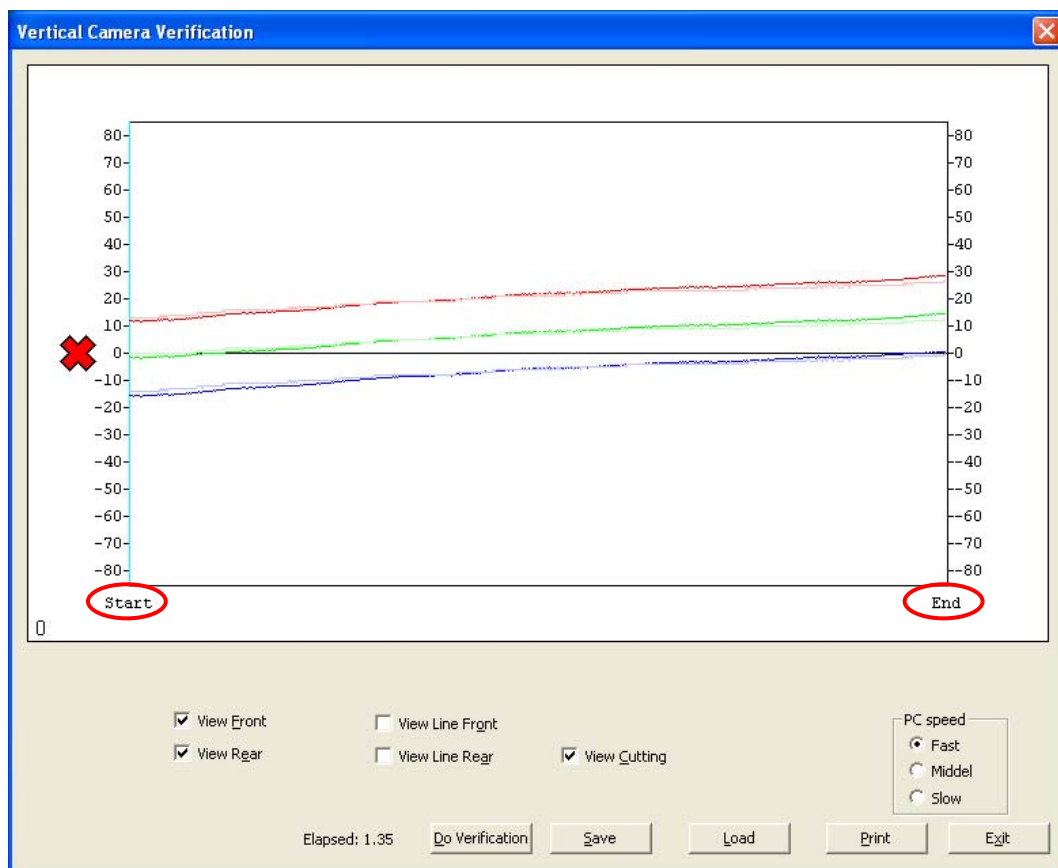 Vertical Camera Verification
80- -80
70- -70
60- -60
50- -50
40- -40
30- -30
20- -20
10- -10
0- -0
-10- --10
-20- --20
-30- --30
-40- --40
-50- --50
-60- --60
-70- --70
-80- --80
Start End
0
View Front View Line Front PC speed
View Rear View Line Rear View Cutting Fast
Middel
Slow
Elapsed: 1.35 Do Verification Save Load Print Exit